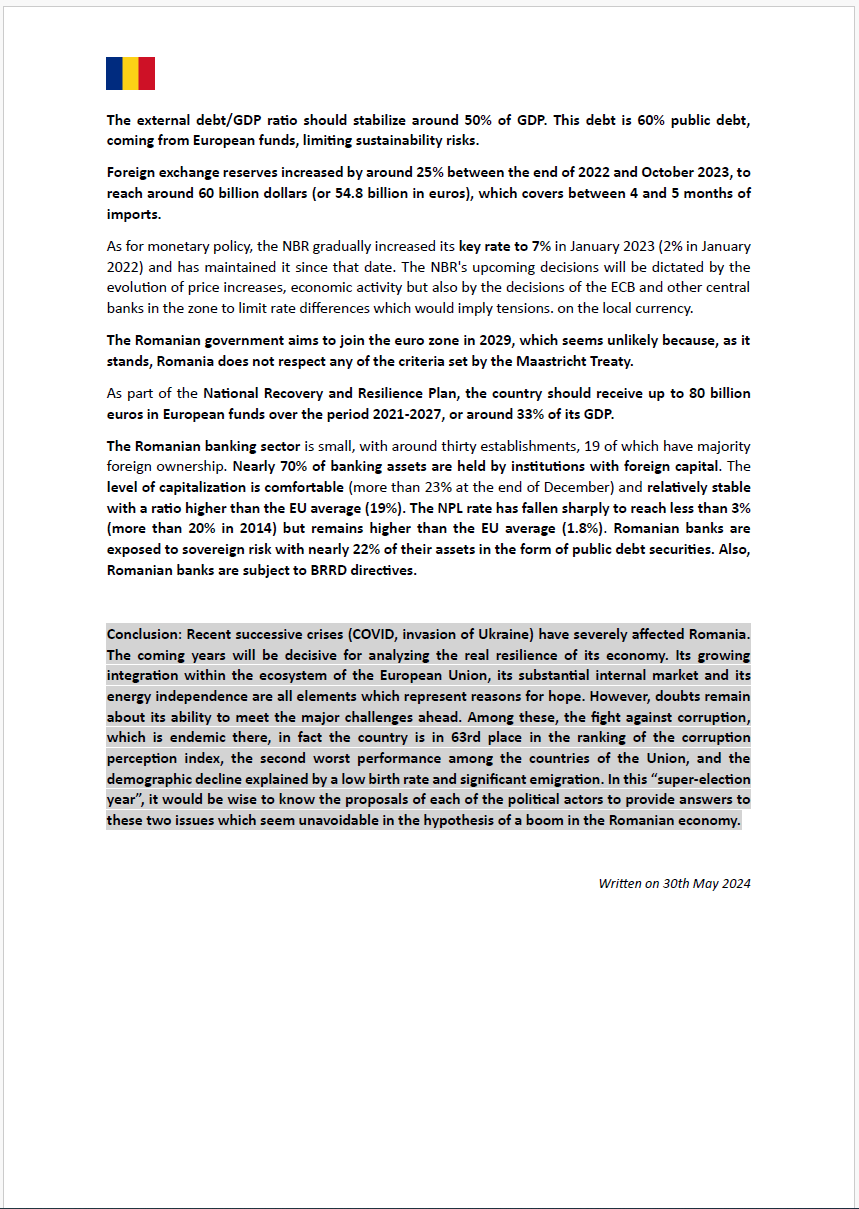 The external debt/GDP ratio should stabilize around 50% of GDP. This debt is 60% public debt,
coming from European funds, limiting sustainability risks.
Foreign exchange reserves increased by around 25% between the end of 2022 and October 2023, to
reach around 60 billion dollars (or 54.8 billion in euros), which covers between 4 and 5 months of
imports.
As for monetary policy, the NBR gradually increased its key rate to 7% in January 2023 (2% in January
2022) and has maintained it since that date. The NBR's upcoming decisions will be dictated by the
evolution of price increases, economic activity but also by the decisions of the ECB and other central
banks in the zone to limit rate differences which would imply tensions. on the local currency.
The Romanian government aims to join the euro zone in 2029, which seems unlikely because, as it
stands, Romania does not respect any of the criteria set by the Maastricht Treaty.
As part of the National Recovery and Resilience Plan, the country should receive up to 80 billion
euros in European funds over the period 2021-2027, or around 33% of its GDP.
The Romanian banking sector is small, with around thirty establishments, 19 of which have majority
foreign ownership. Nearly 70% of banking assets are held by institutions with foreign capital. The
level of capitalization is comfortable (more than 23% at the end of December) and relatively stable
with a ratio higher than the EU average (19%). The NPL rate has fallen sharply to reach less than 3%
(more than 20% in 2014) but remains higher than the EU average (1.8%). Romanian banks are
exposed to sovereign risk with nearly 22% of their assets in the form of public debt securities. Also,
Romanian banks are subject to BRRD directives.
Conclusion: Recent successive crises (COVID, invasion of Ukraine) have severely affected Romania.
The coming years will be decisive for analyzing the real resilience of its economy. Its growing
integration within the ecosystem of the European Union, its substantial internal market and its
energy independence are all elements which represent reasons for hope. However, doubts remain
about its ability to meet the major challenges ahead. Among these, the fight against corruption,
which is endemic there, in fact the country is in 63rd place in the ranking of the corruption
perception index, the second worst performance among the countries of the Union, and the
demographic decline explained by a low birth rate and significant emigration. In this “super-election
year”, it would be wise to know the proposals of each of the political actors to provide answers to
these two issues which seem unavoidable in the hypothesis of a boom in the Romanian economy.
Written on 30th May 2024